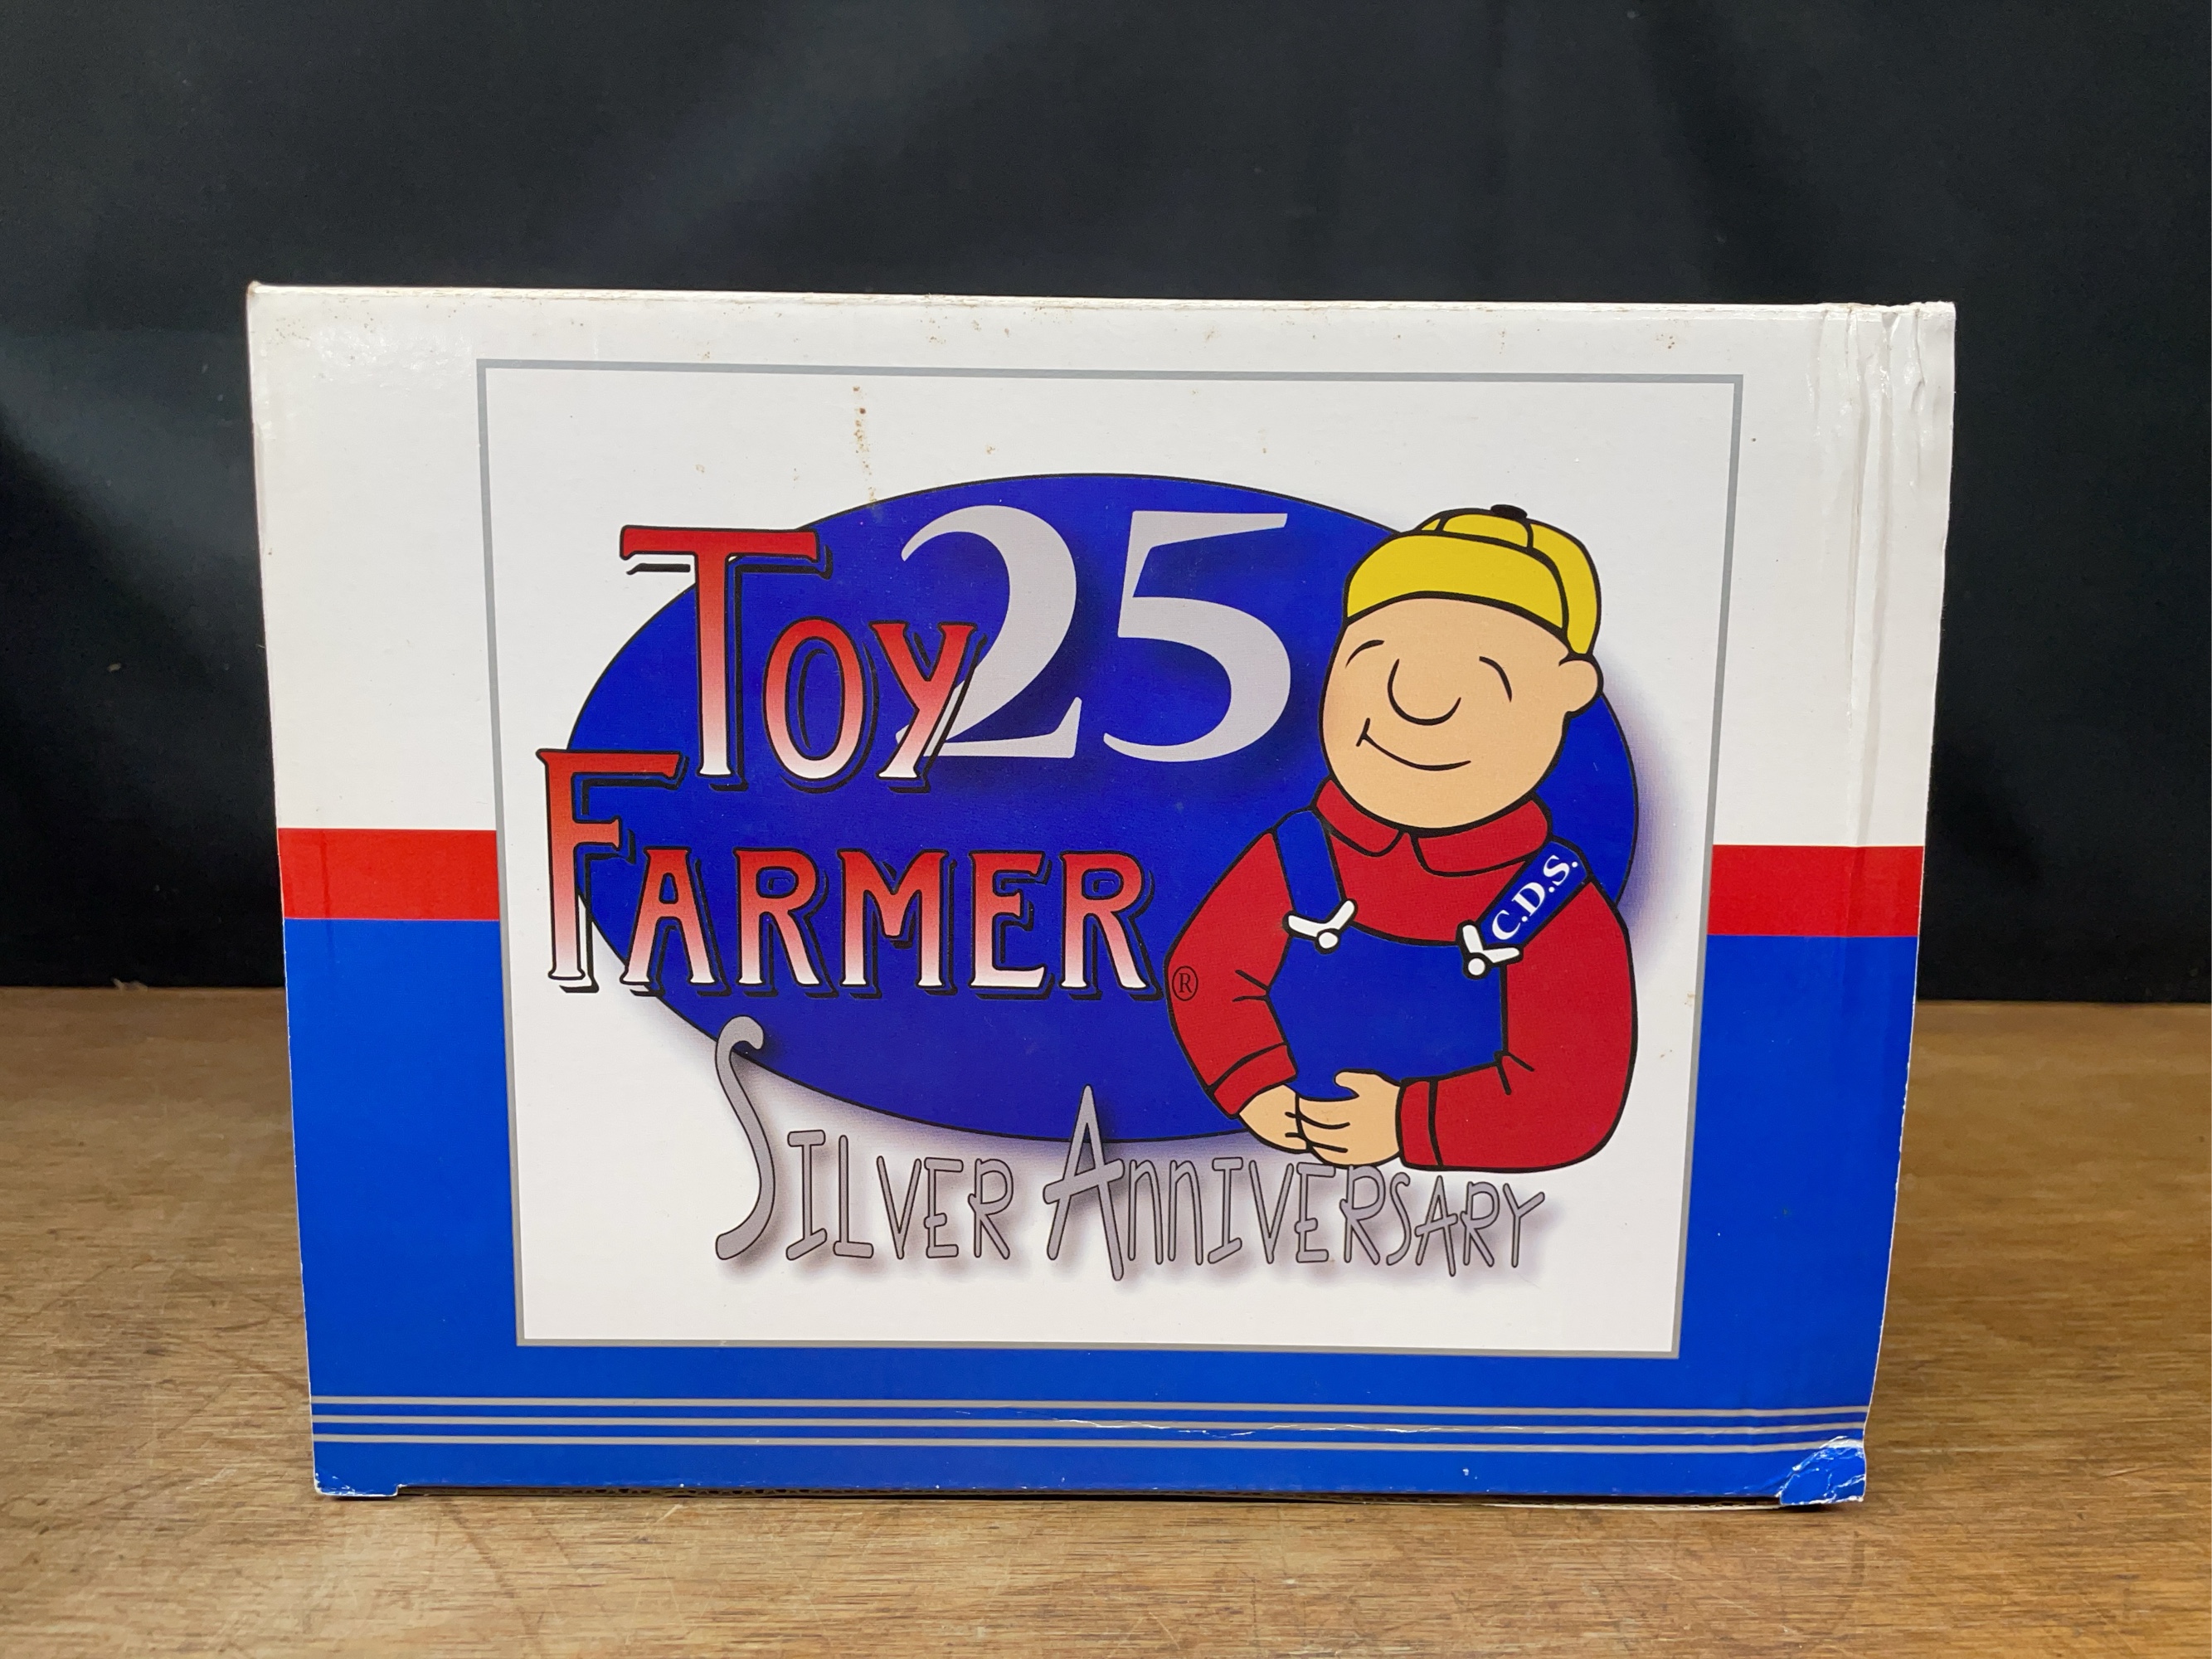 25
TOY
FARMER®
C.D.S.
SILVER ANNIVERSARY